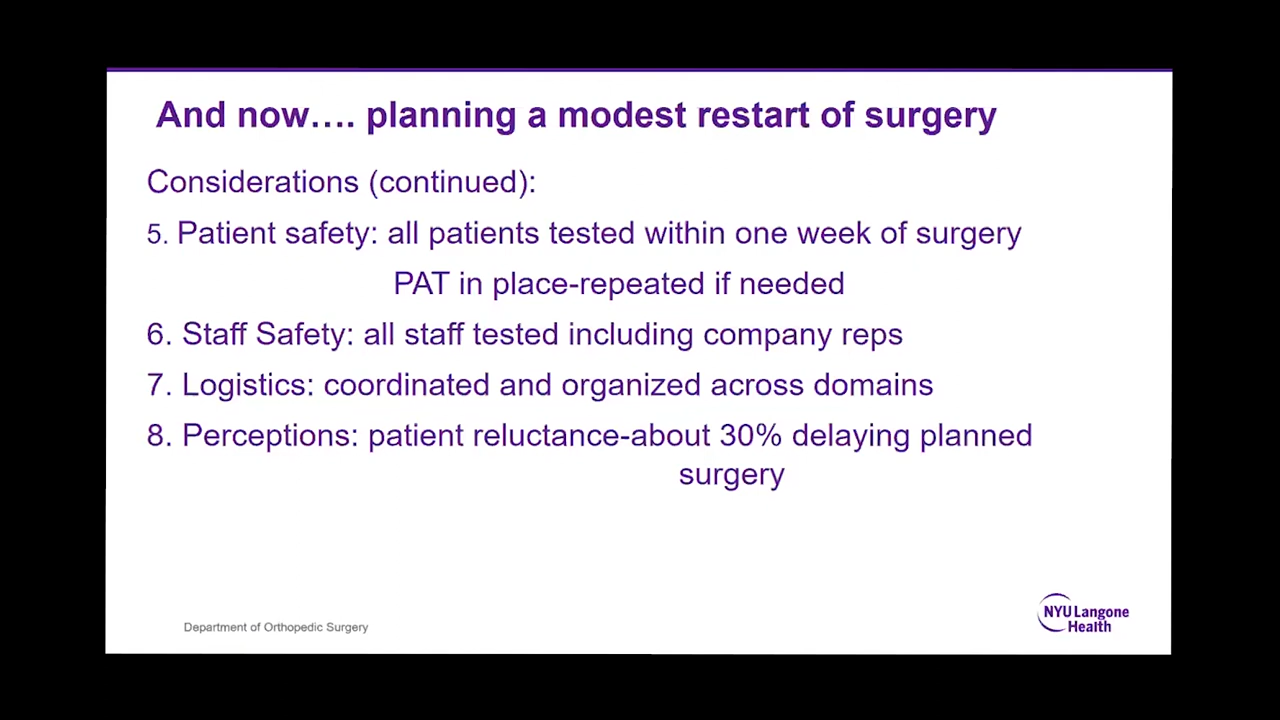 And now…. planning a modest restart of surgery
Considerations (continued):
5. Patient safety: all patients tested within one week of surgery
PAT in place-repeated if needed
6. Staff Safety: all staff tested including company reps
7. Logistics: coordinated and organized across domains
8. Perceptions: patient reluctance-about 30% delaying planned
surgery
Department of Orthopedic Surgery
NYU Langone
Health